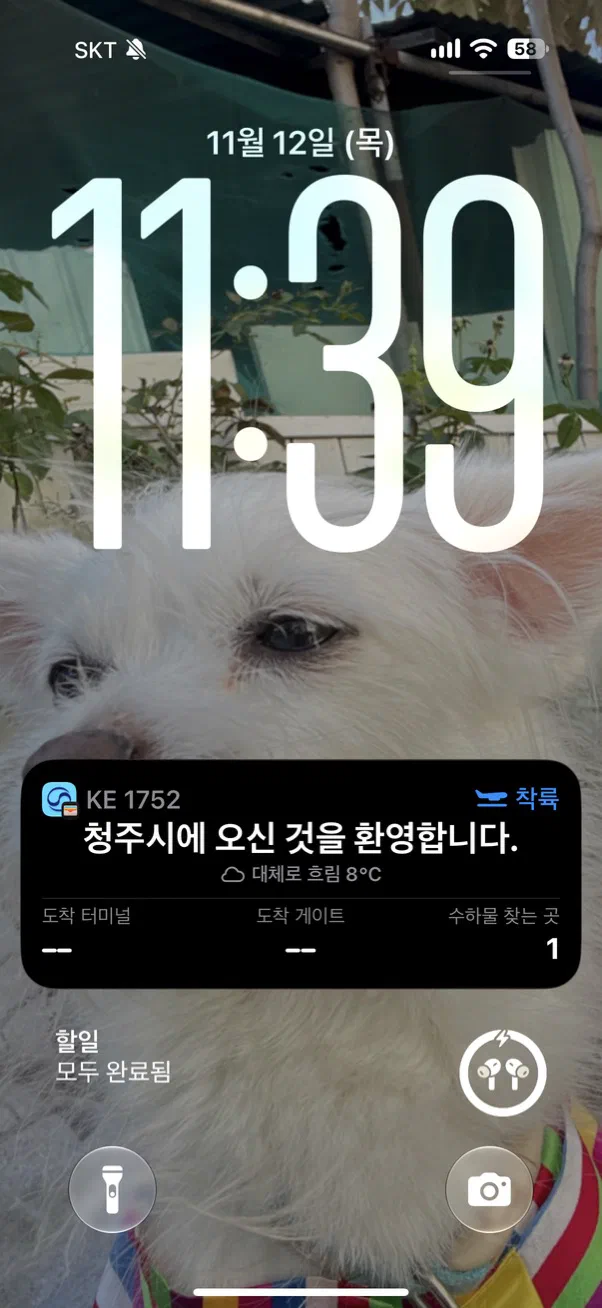 SKT 58
11월 12일 (목)
11:39
KE 1752 착륙
청주시에 오신 것을 환영합니다.
대체로 흐림 8°C
도착 터미널 도착 게이트 수하물 찾는 곳
-- -- 1
할일
모두 완료됨